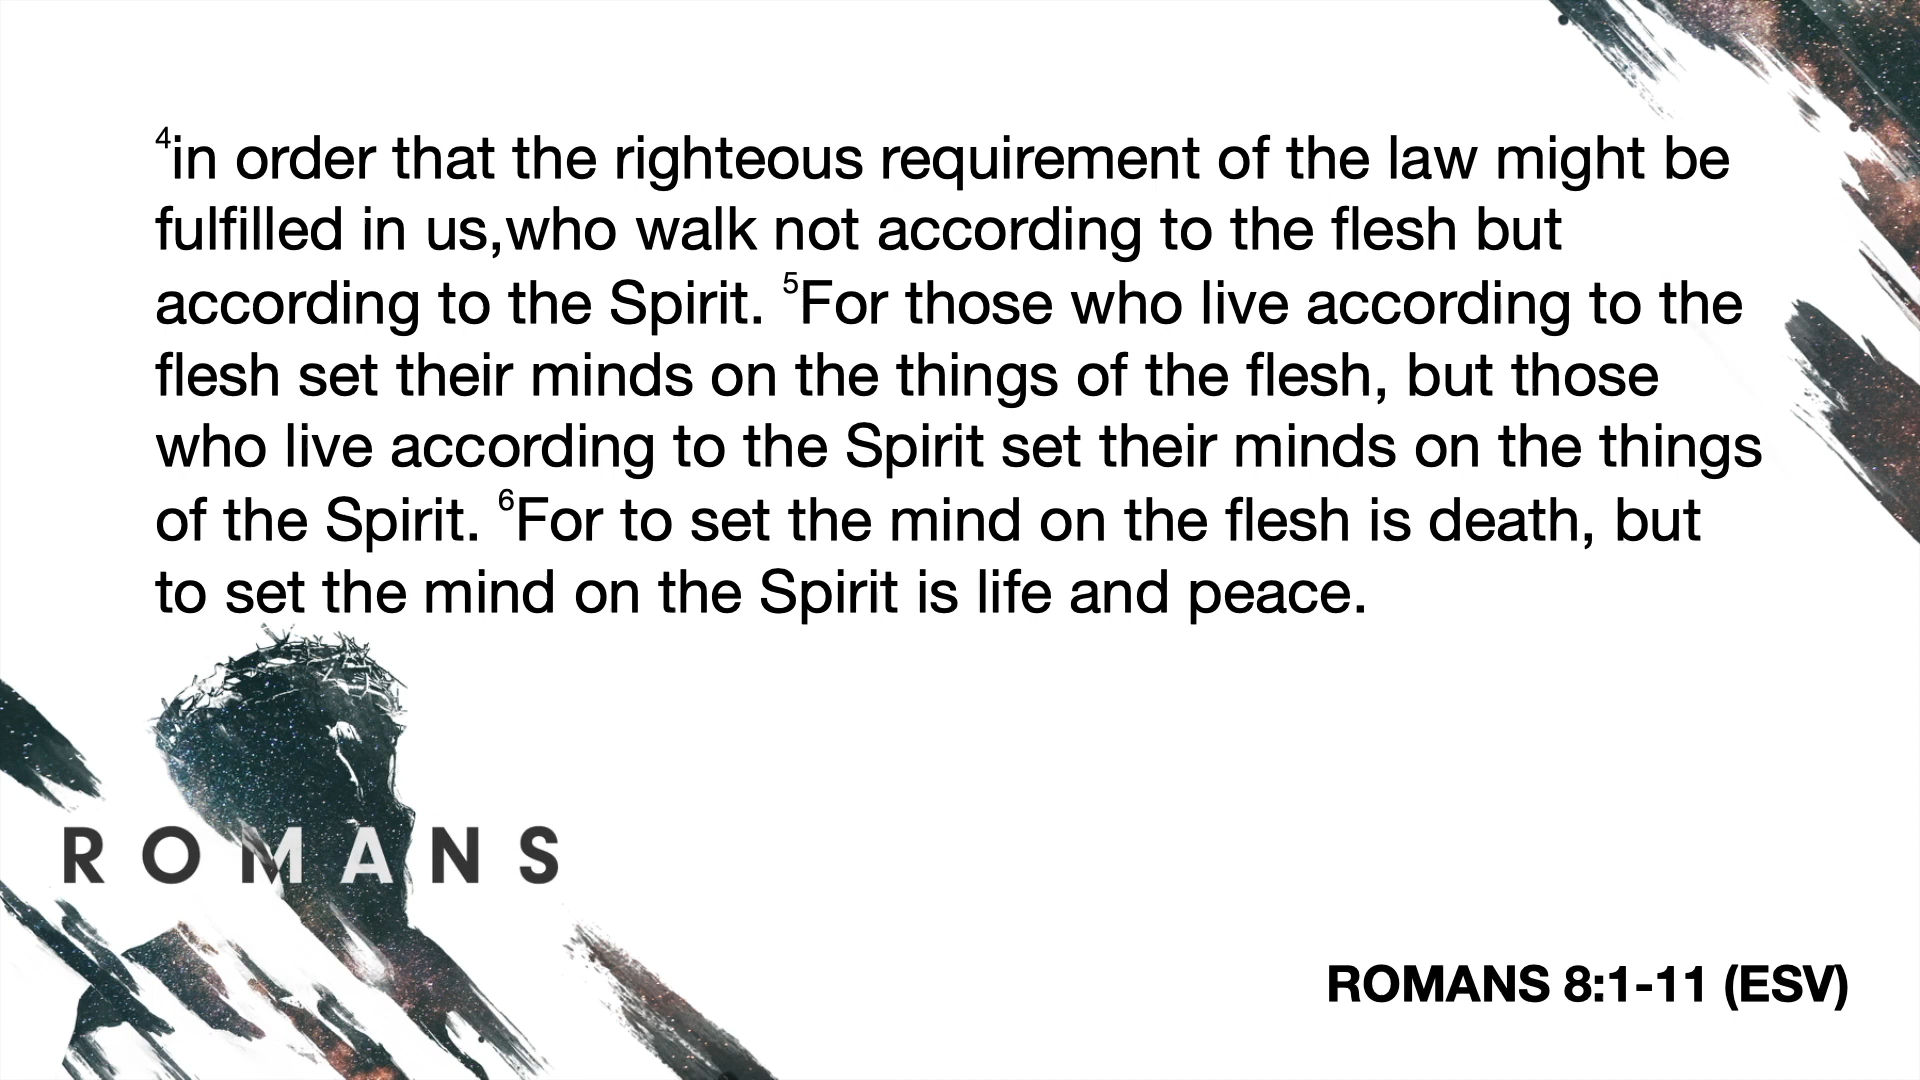 ⁴in order that the righteous requirement of the law might be
fulfilled in us,who walk not according to the flesh but
according to the Spirit. ⁵For those who live according to the
flesh set their minds on the things of the flesh, but those
who live according to the Spirit set their minds on the things
of the Spirit. ⁶For to set the mind on the flesh is death, but
to set the mind on the Spirit is life and peace.
ROMANS
ROMANS 8:1-11 (ESV)